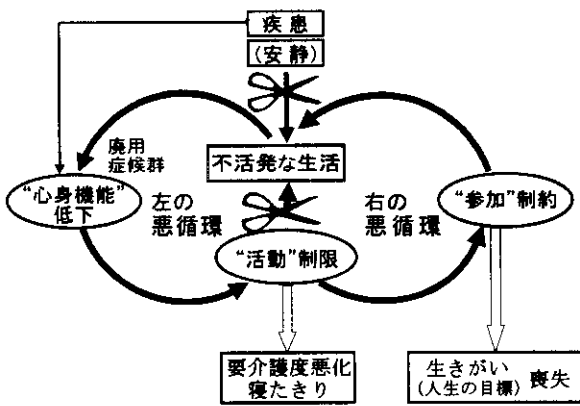 疾患
(安静)
廃用
症候群
不活発な生活
“心身機能”
低下
左の
悪循環
右の
悪循環
“参加”制約
“活動”制限
要介護度悪化
寝たきり
生きがい
(人生の目標)
喪失